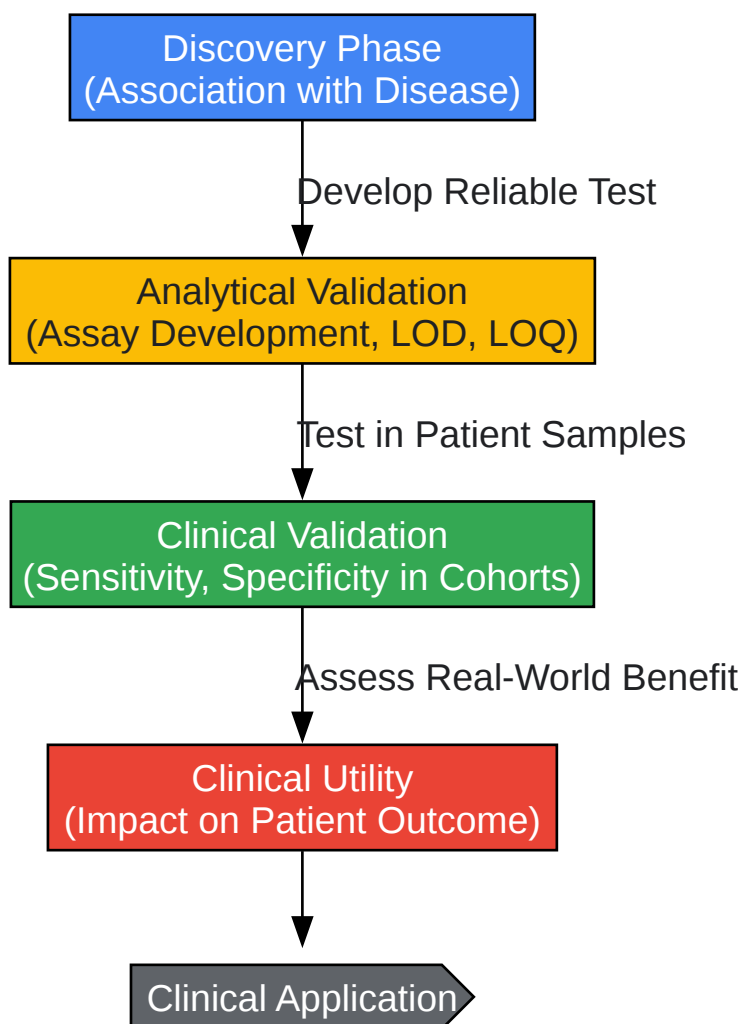 Discovery Phase
(Association with Disease)
Develop Reliable Test
Analytical Validation
(Assay Development, LOD, LOQ)
Test in Patient Samples
Clinical Validation
(Sensitivity, Specificity in Cohorts)
Assess Real-World Benefit
Clinical Utility
(Impact on Patient Outcome)
Clinical Application